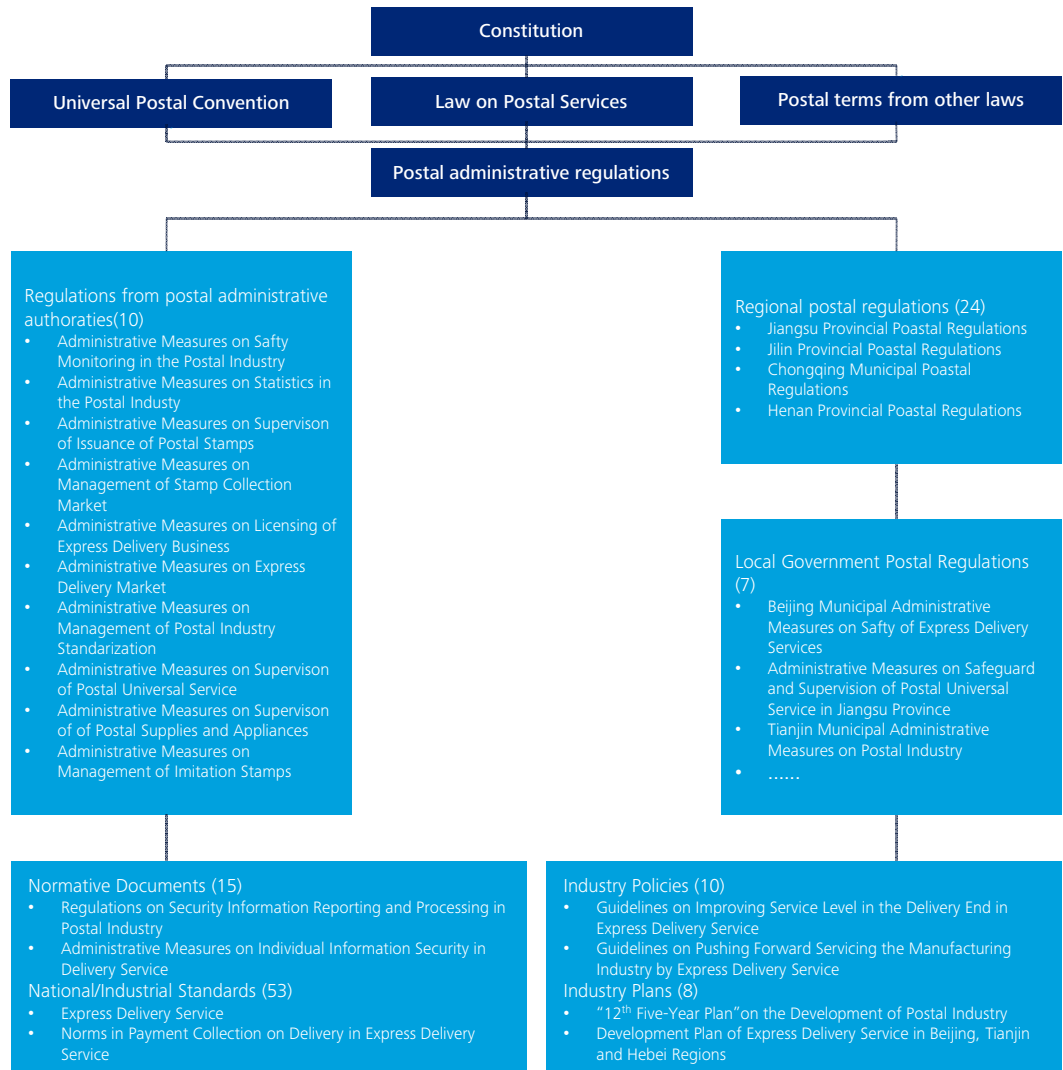 Constitution
Universal Postal Convention
Law on Postal Services
Postal terms from other laws
Postal administrative regulations
Regulations from postal administrative
authoraties(10)
• Administrative Measures on Safty
Monitoring in the Postal Industry
• Administrative Measures on Statistics in
the Postal Industy
• Administrative Measures on Supervison
of Issuance of Postal Stamps
• Administrative Measures on
Management of Stamp Collection
Market
• Administrative Measures on Licensing of
Express Delivery Business
• Administrative Measures on Express
Delivery Market
• Administrative Measures on
Management of Postal Industry
Standarization
• Administrative Measures on Supervison
of Postal Universal Service
• Administrative Measures on Supervison
of of Postal Supplies and Appliances
• Administrative Measures on
Management of Imitation Stamps
Regional postal regulations (24)
• Jiangsu Provincial Poastal Regulations
• Jilin Provincial Poastal Regulations
• Chongqing Municipal Poastal
Regulations
• Henan Provincial Poastal Regulations
Local Government Postal Regulations
(7)
• Beijing Municipal Administrative
Measures on Safty of Express Delivery
Services
• Administrative Measures on Safeguard
and Supervision of Postal Universal
Service in Jiangsu Province
• Tianjin Municipal Administrative
Measures on Postal Industry
• ......
Normative Documents (15)
• Regulations on Security Information Reporting and Processing in
Postal Industry
• Administrative Measures on Individual Information Security in
Delivery Service
National/Industrial Standards (53)
• Express Delivery Service
• Norms in Payment Collection on Delivery in Express Delivery
Service
Industry Policies (10)
• Guidelines on Improving Service Level in the Delivery End in
Express Delivery Service
• Guidelines on Pushing Forward Servicing the Manufacturing
Industry by Express Delivery Service
Industry Plans (8)
• “12th Five-Year Plan”on the Development of Postal Industry
• Development Plan of Express Delivery Service in Beijing, Tianjin
and Hebei Regions